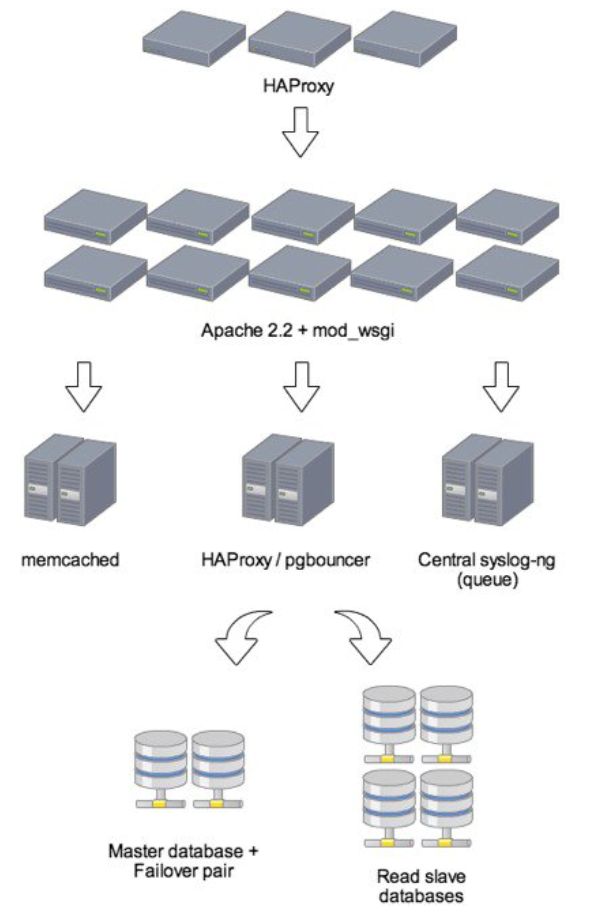 HAProxy
Apache 2.2 + mod_wsgi
memcached
HAProxy / pgbouncer
Central syslog-ng
(queue)
Master database +
Failover pair
Read slave
databases